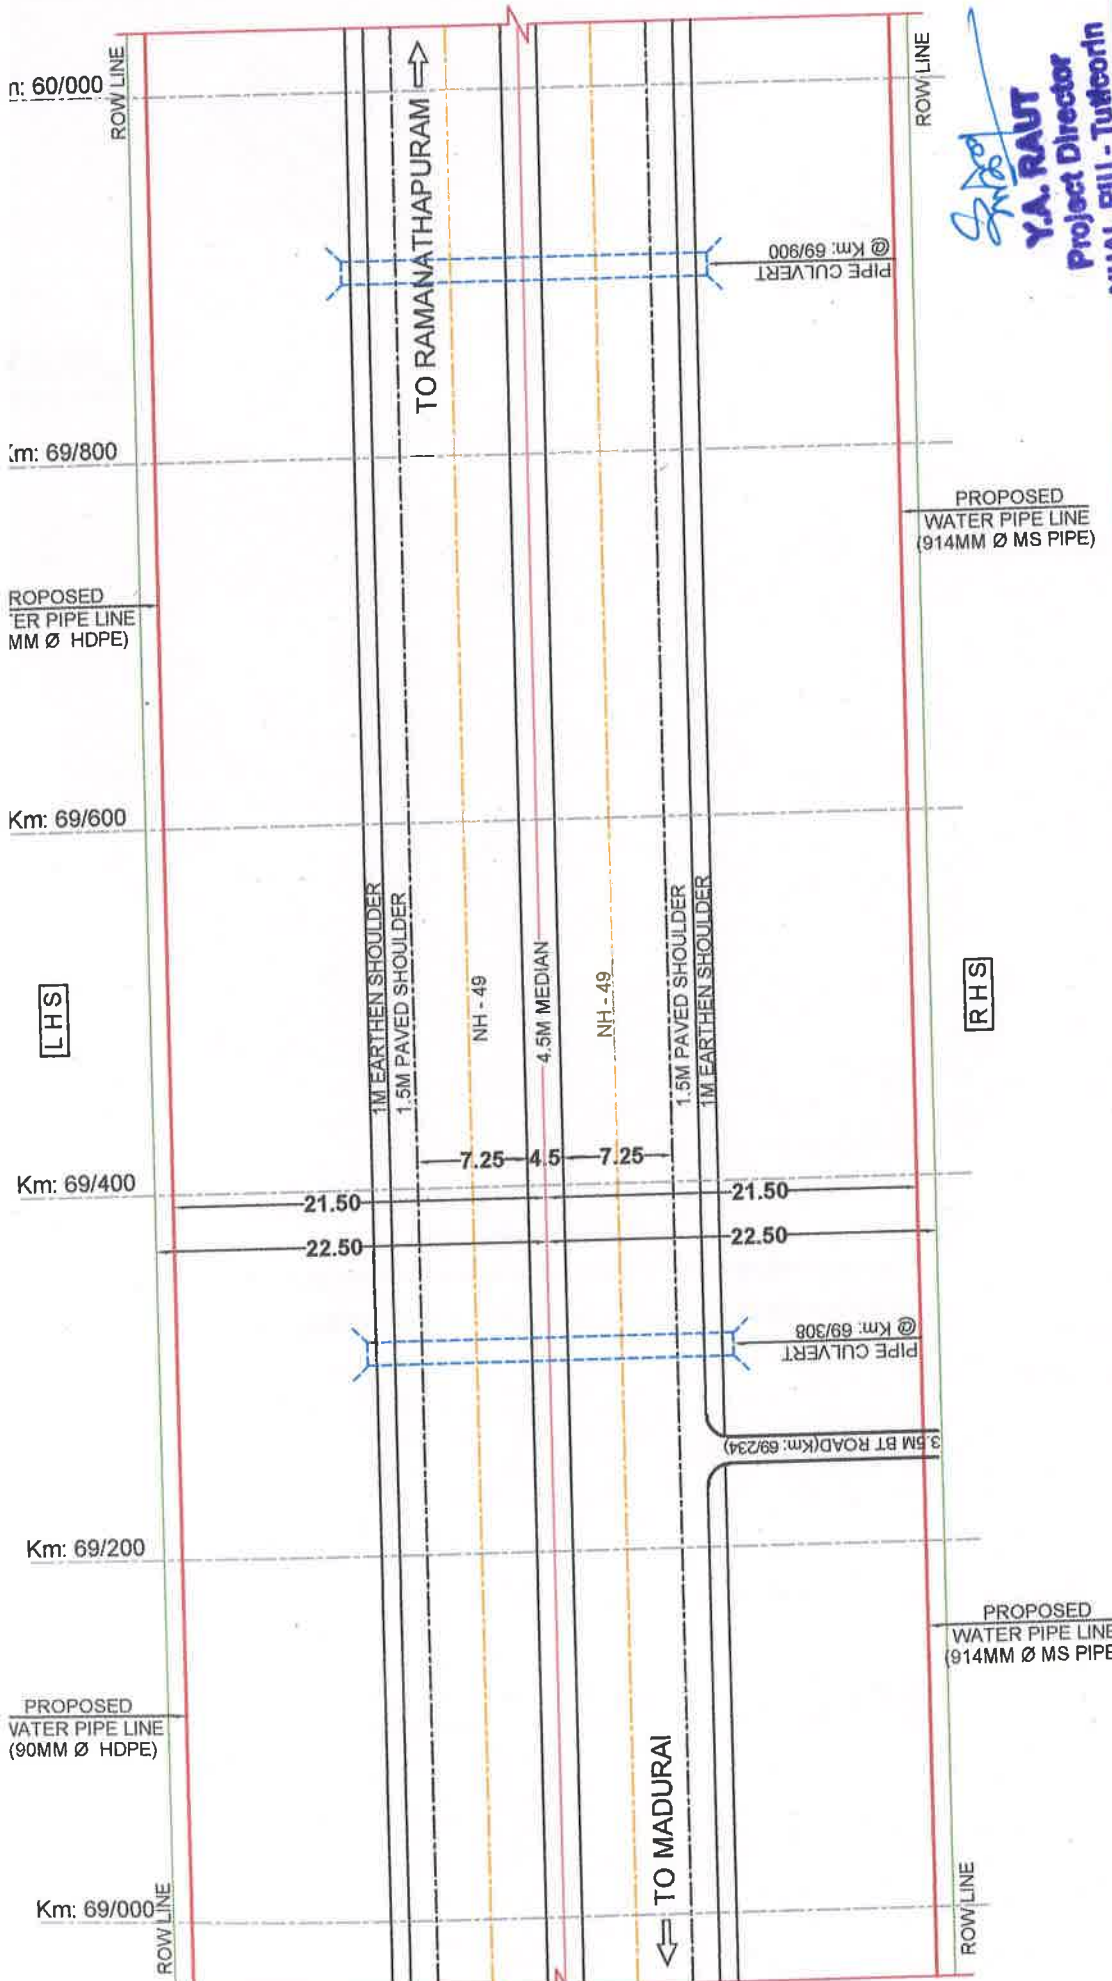 ROW LINE
ROW LINE
n: 60/000
TO RAMANATHAPURAM
Y.A. RAUT
Project Director
PIU - Tuticorin
PIPE CULVERT
@ Km: 69/900
Km: 69/800
PROPOSED
WATER PIPE LINE
(914MM Ø MS PIPE)
ROPOSED
TER PIPE LINE
MM Ø HDPE)
Km: 69/600
LHS
1M EARTHEN SHOULDER
1.5M PAVED SHOULDER
NH - 49
4.5M MEDIAN
NH - 49
1.5M PAVED SHOULDER
1M EARTHEN SHOULDER
RHS
7.25 4.5 7.25
Km: 69/400
21.50 21.50
22.50 22.50
PIPE CULVERT
@ Km: 69/308
3.5M BT ROAD(Km: 69/234)
Km: 69/200
PROPOSED
WATER PIPE LINE
(914MM Ø MS PIPE
PROPOSED
WATER PIPE LINE
(90MM Ø HDPE)
TO MADURAI
Km: 69/000
ROW LINE
ROW LINE